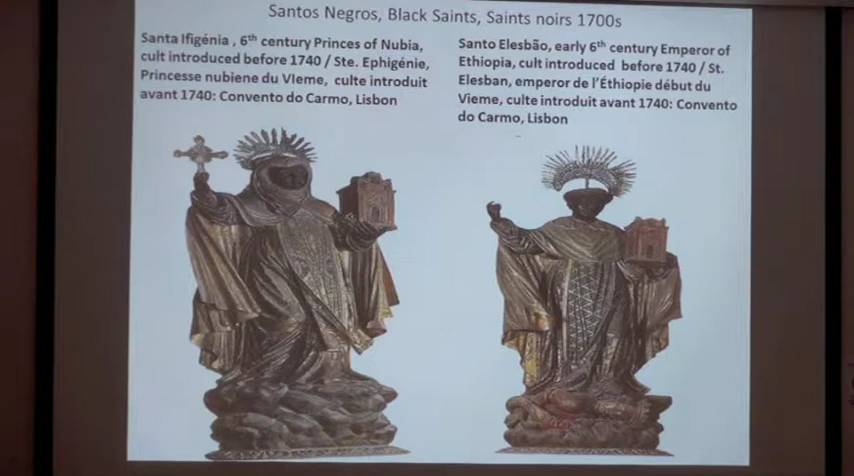 Santos Negros, Black Saints, Saints noirs 1700s
Santa Ifigénia , 6th century Princes of Nubia,
cult introduced before 1740 / Ste. Ephigénie,
Princesse nubiene du VIeme, culte introduit
avant 1740: Convento do Carmo, Lisbon
Santo Elesbão, early 6th century Emperor of
Ethiopia, cult introduced before 1740 / St.
Elesban, emperor de l'Éthiopie début du
Vieme, culte introduit avant 1740: Convento
do Carmo, Lisbon